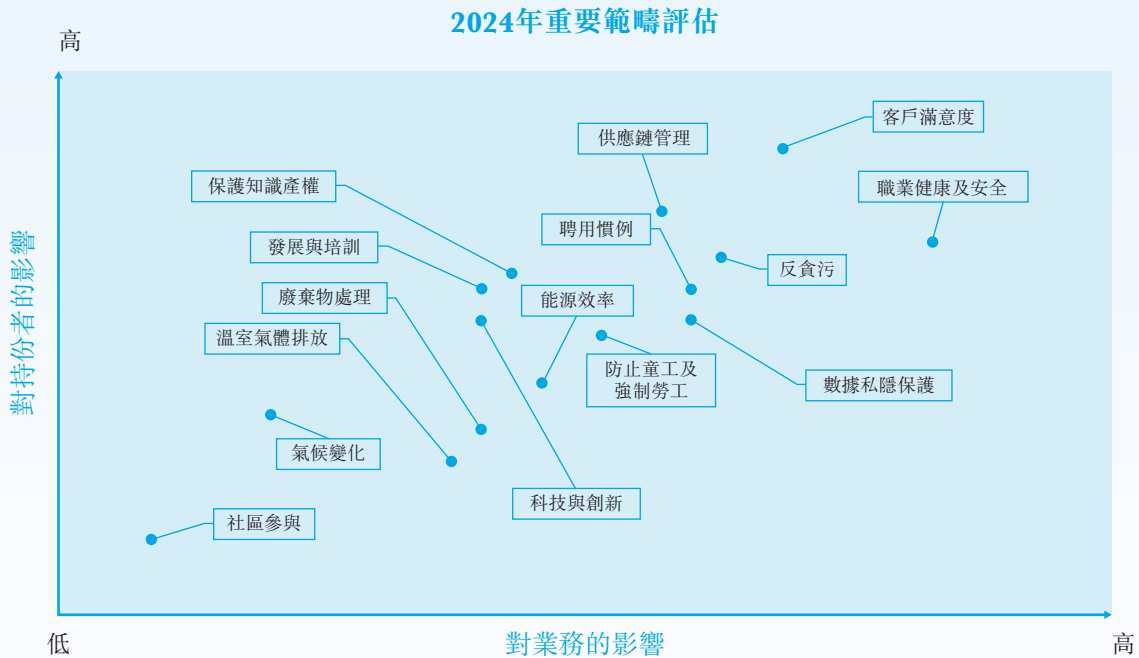 2024年重要範疇評估
高
客戶滿意度
供應鏈管理
保護知識產權
職業健康及安全
聘用慣例
發展與培訓
反貪污
廢棄物處理
能源效率
溫室氣體排放
防止童工及
強制勞工
數據私隱保護
氣候變化
科技與創新
社區參與
對持份者的影響
低
對業務的影響
高